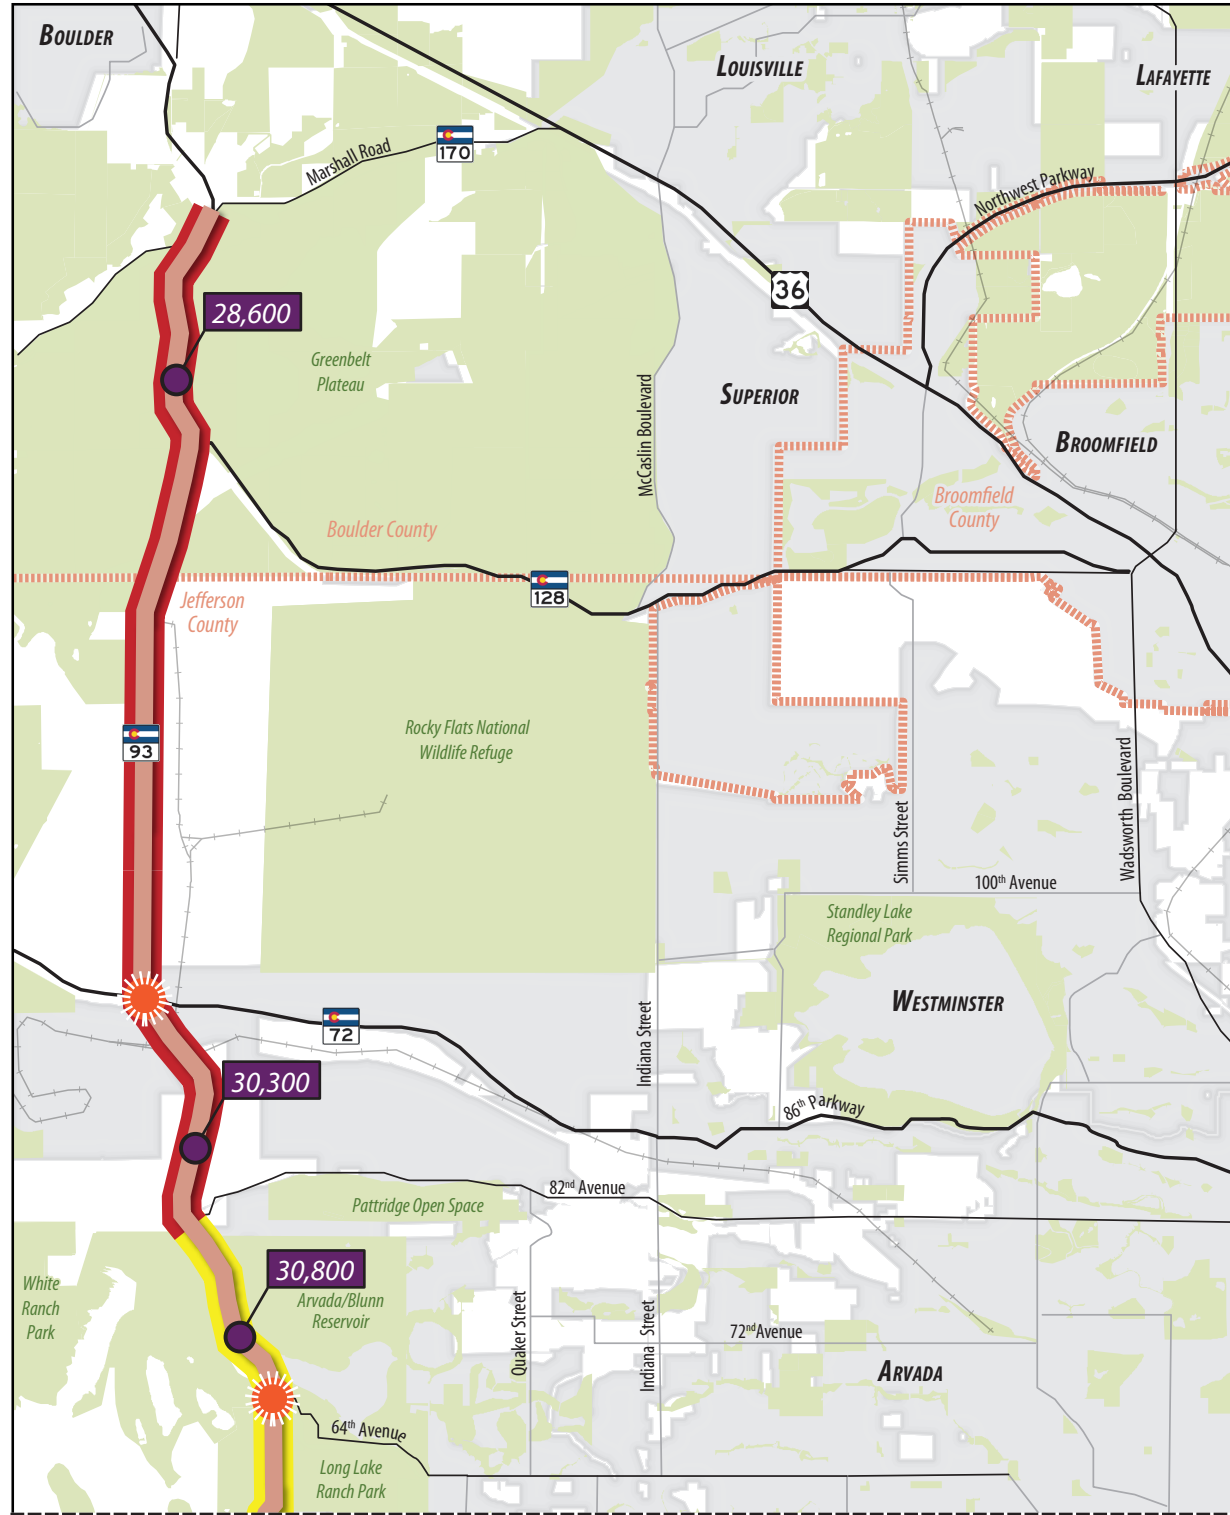 BOULDER
LOUISVILLE
LAFAYETTE
170
Marshall Road
Northwest Parkway
36
28,600
Greenbelt
Plateau
McCaslin Boulevard
SUPERIOR
BROOMFIELD
Boulder County
Broomfield
County
128
Jefferson
County
Rocky Flats National
Wildlife Refuge
93
Wadsworth Boulevard
Simms Street
100th Avenue
Standley Lake
Regional Park
WESTMINSTER
72
Indiana Street
30,300
86th Parkway
82nd Avenue
Pattridge Open Space
30,800
White
Ranch
Park
Arvada/Blunn
Reservoir
Quaker Street
Indiana Street
72nd Avenue
ARVADA
64th Avenue
Long Lake
Ranch Park